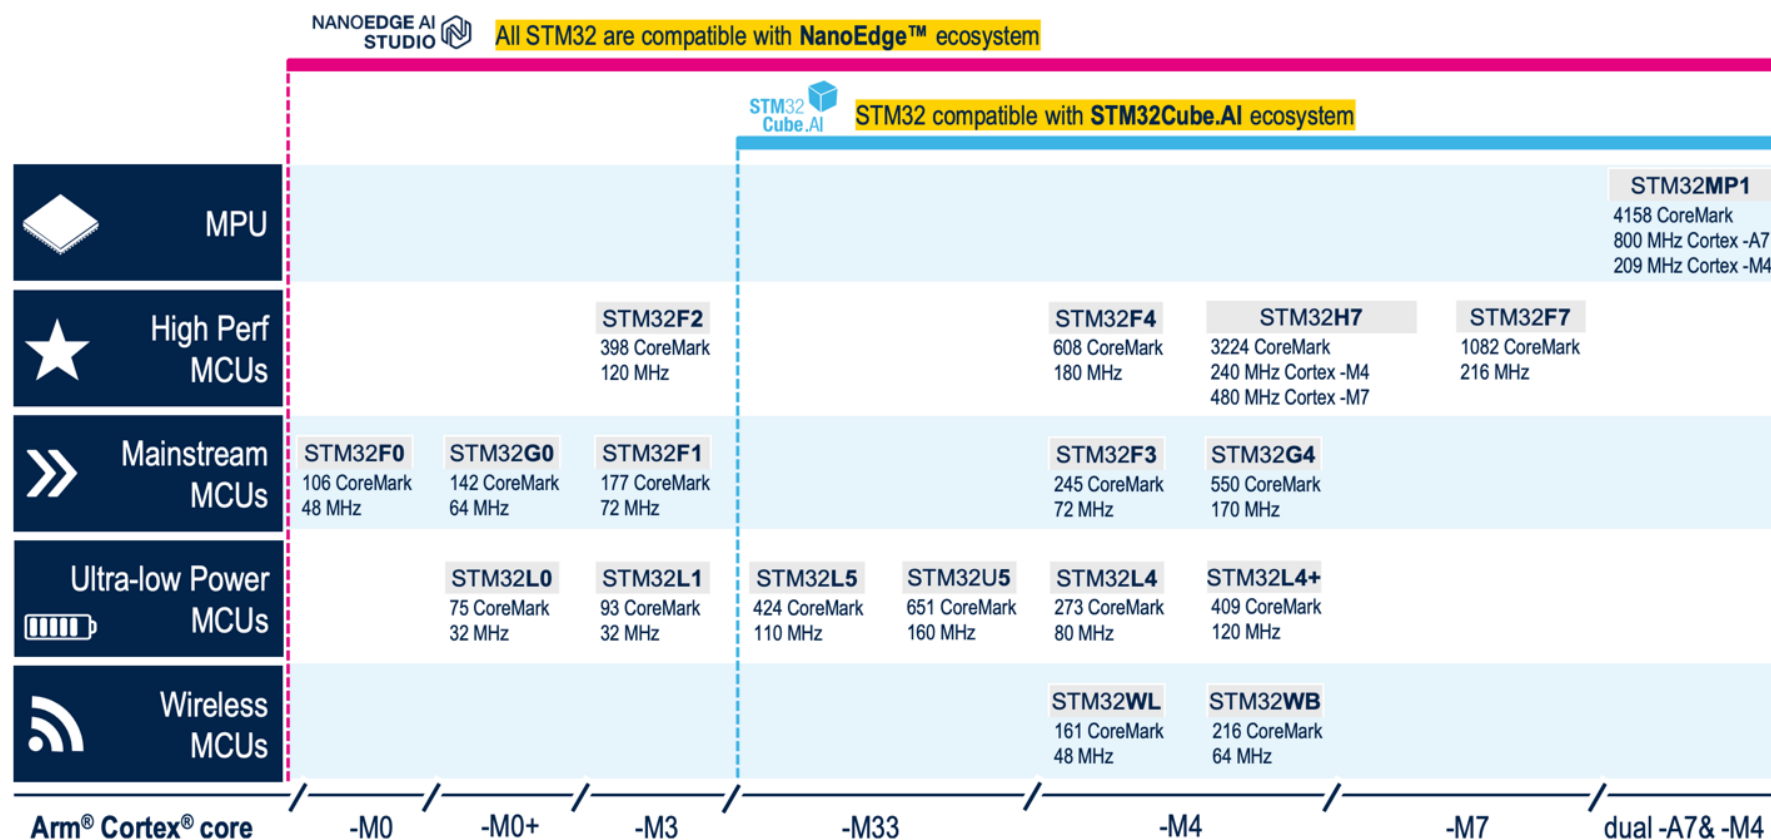 NANOEDGE AI
STUDIO
All STM32 are compatible with NanoEdge™ ecosystem
STM32
Cube.AI
STM32 compatible with STM32Cube.AI ecosystem
MPU
STM32MP1
4158 CoreMark
800 MHz Cortex -A7
209 MHz Cortex -M4
High Perf
MCUs
STM32F2
398 CoreMark
120 MHz
STM32F4
608 CoreMark
180 MHz
STM32H7
3224 CoreMark
240 MHz Cortex -M4
480 MHz Cortex -M7
STM32F7
1082 CoreMark
216 MHz
Mainstream
MCUs
STM32F0
106 CoreMark
48 MHz
STM32G0
142 CoreMark
64 MHz
STM32F1
177 CoreMark
72 MHz
STM32F3
245 CoreMark
72 MHz
STM32G4
550 CoreMark
170 MHz
Ultra-low Power
MCUs
STM32L0
75 CoreMark
32 MHz
STM32L1
93 CoreMark
32 MHz
STM32L5
424 CoreMark
110 MHz
STM32U5
651 CoreMark
160 MHz
STM32L4
273 CoreMark
80 MHz
STM32L4+
409 CoreMark
120 MHz
Wireless
MCUs
STM32WL
161 CoreMark
48 MHz
STM32WB
216 CoreMark
64 MHz
Arm® Cortex® core
-M0
-M0+
-M3
-M33
-M4
-M7
dual -A7& -M4